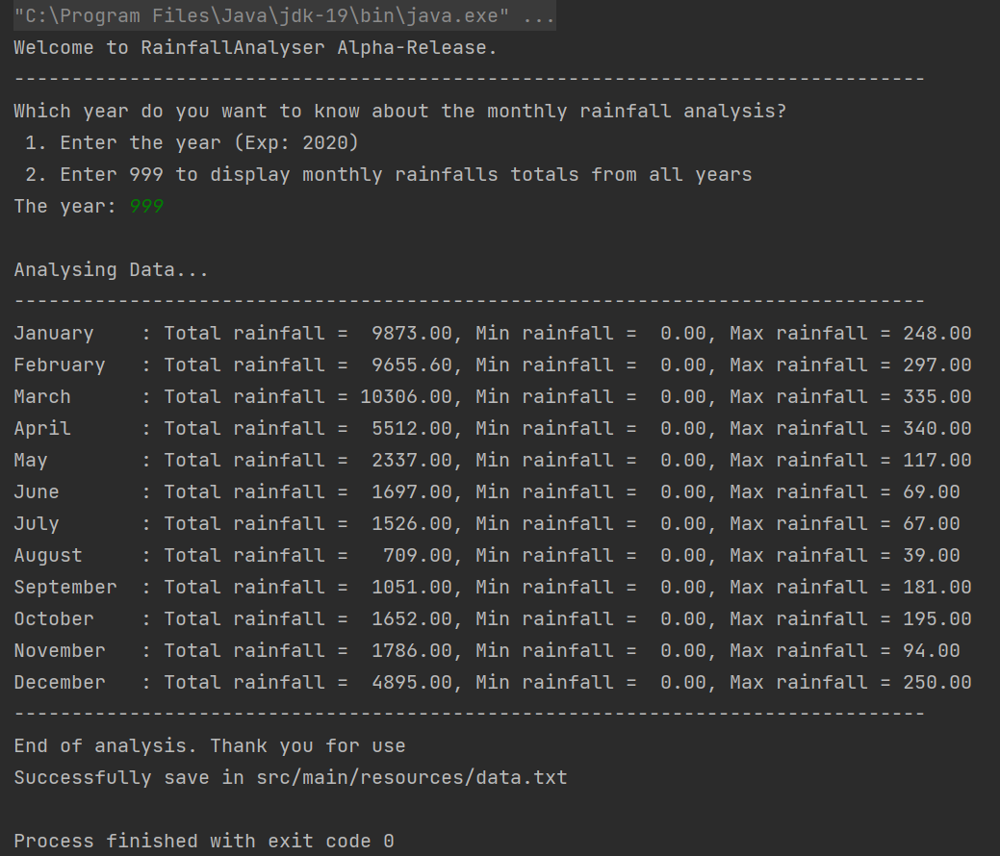 "C:\Program Files\Java\jdk-19\bin\java.exe" ...
Welcome to RainfallAnalyser Alpha-Release.
-------------------------------------------------------------------------------
Which year do you want to know about the monthly rainfall analysis?
 1. Enter the year (Exp: 2020)
 2. Enter 999 to display monthly rainfalls totals from all years
The year: 999

Analysing Data...
-------------------------------------------------------------------------------
January    : Total rainfall =  9873.00, Min rainfall =  0.00, Max rainfall = 248.00
February   : Total rainfall =  9655.60, Min rainfall =  0.00, Max rainfall = 297.00
March      : Total rainfall = 10306.00, Min rainfall =  0.00, Max rainfall = 335.00
April      : Total rainfall =  5512.00, Min rainfall =  0.00, Max rainfall = 340.00
May        : Total rainfall =  2337.00, Min rainfall =  0.00, Max rainfall = 117.00
June       : Total rainfall =  1697.00, Min rainfall =  0.00, Max rainfall = 69.00
July       : Total rainfall =  1526.00, Min rainfall =  0.00, Max rainfall = 67.00
August     : Total rainfall =   709.00, Min rainfall =  0.00, Max rainfall = 39.00
September  : Total rainfall =  1051.00, Min rainfall =  0.00, Max rainfall = 181.00
October    : Total rainfall =  1652.00, Min rainfall =  0.00, Max rainfall = 195.00
November   : Total rainfall =  1786.00, Min rainfall =  0.00, Max rainfall = 94.00
December   : Total rainfall =  4895.00, Min rainfall =  0.00, Max rainfall = 250.00
-------------------------------------------------------------------------------
End of analysis. Thank you for use
Successfully save in src/main/resources/data.txt

Process finished with exit code 0